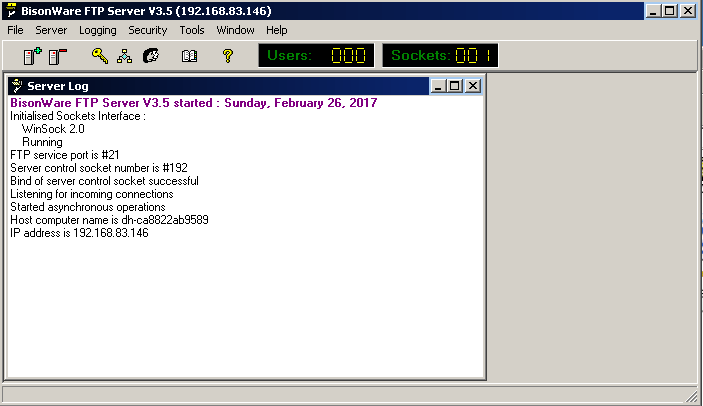 BisonWare FTP Server V3.5 (192.168.83.146)
File Server Logging Security Tools Window Help
Users: 000 Sockets: 001
Server Log
BisonWare FTP Server V3.5 started : Sunday, February 26, 2017
Initialised Sockets Interface :
WinSock 2.0
Running
FTP service port is #21
Server control socket number is #192
Bind of server control socket successful
Listening for incoming connections
Started asynchronous operations
Host computer name is dh-ca8822ab9589
IP address is 192.168.83.146